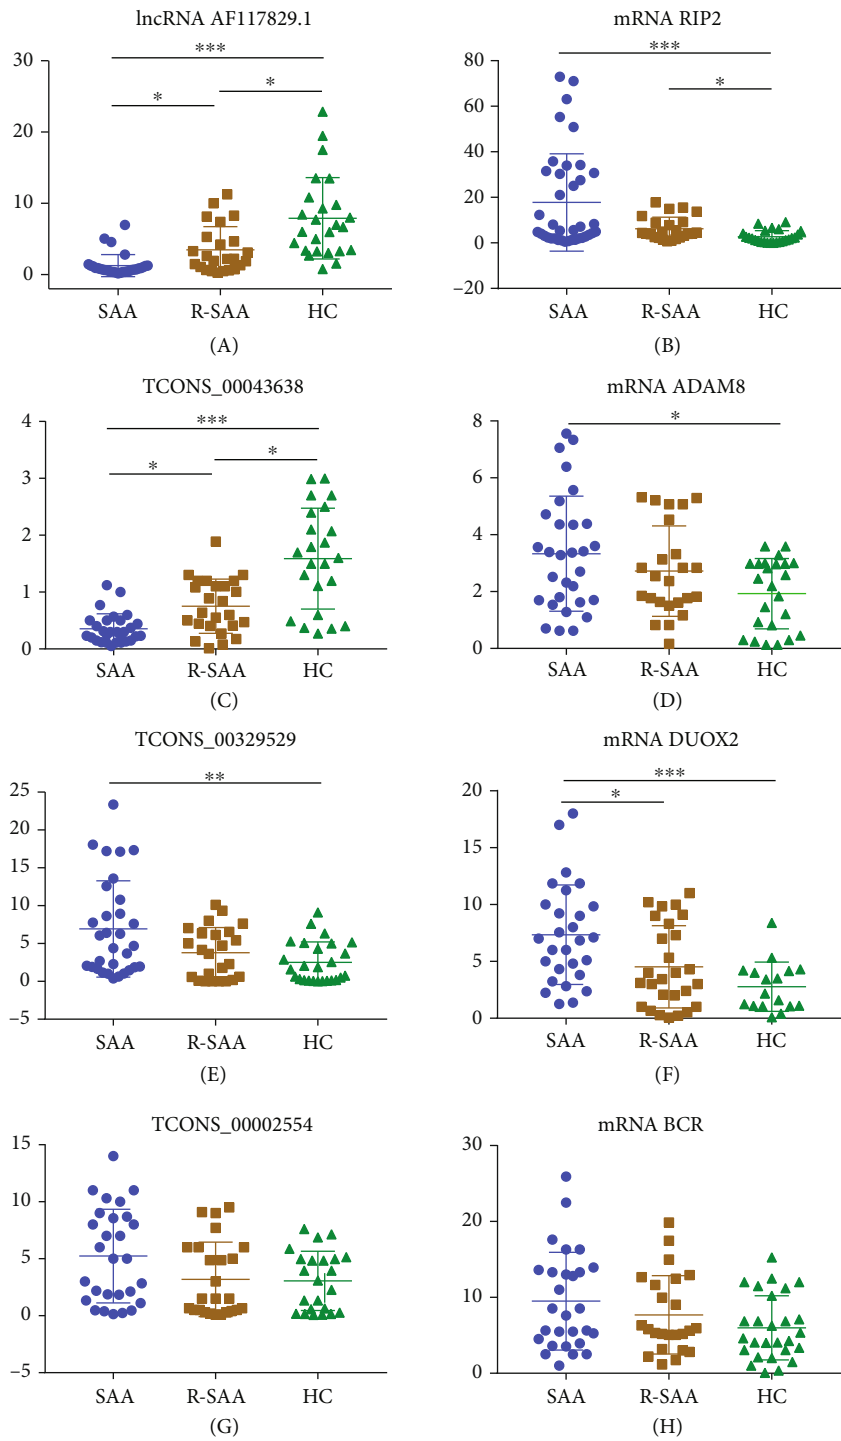 lncRNA AF117829.1
***
*
*
30
20
10
0
SAA
R-SAA
HC
(A)
mRNA RIP2
***
*
80
60
40
20
0
−20
SAA
R-SAA
HC
(B)
TCONS_00043638
***
*
*
4
3
2
1
0
SAA
R-SAA
HC
(C)
mRNA ADAM8
*
8
6
4
2
0
SAA
R-SAA
HC
(D)
TCONS_00329529
**
25
20
15
10
5
0
−5
SAA
R-SAA
HC
(E)
mRNA DUOX2
***
*
20
15
10
5
0
SAA
R-SAA
HC
(F)
TCONS_00002554
15
10
5
0
−5
SAA
R-SAA
HC
(G)
mRNA BCR
30
20
10
0
SAA
R-SAA
HC
(H)